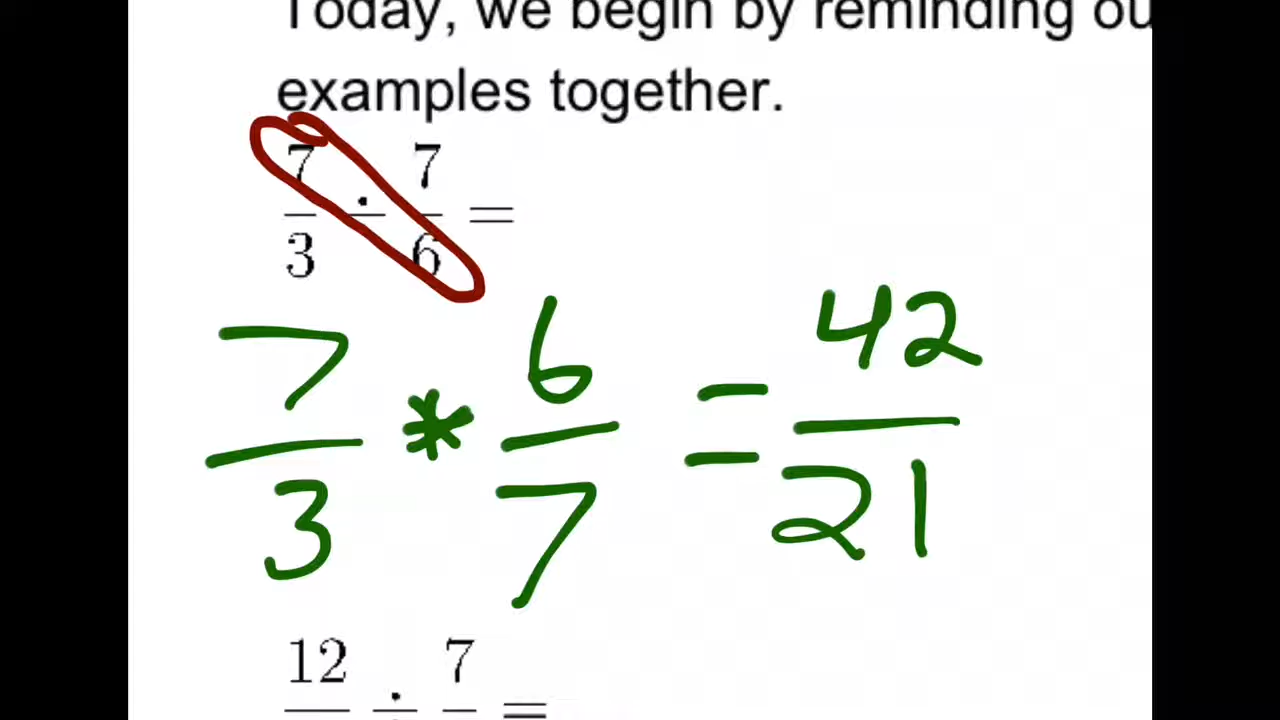 Today, we begin by reminding ou
examples together.
7/3 ÷ 7/6 =
7/3 * 6/7 = 42/21
12 ÷ 7 =